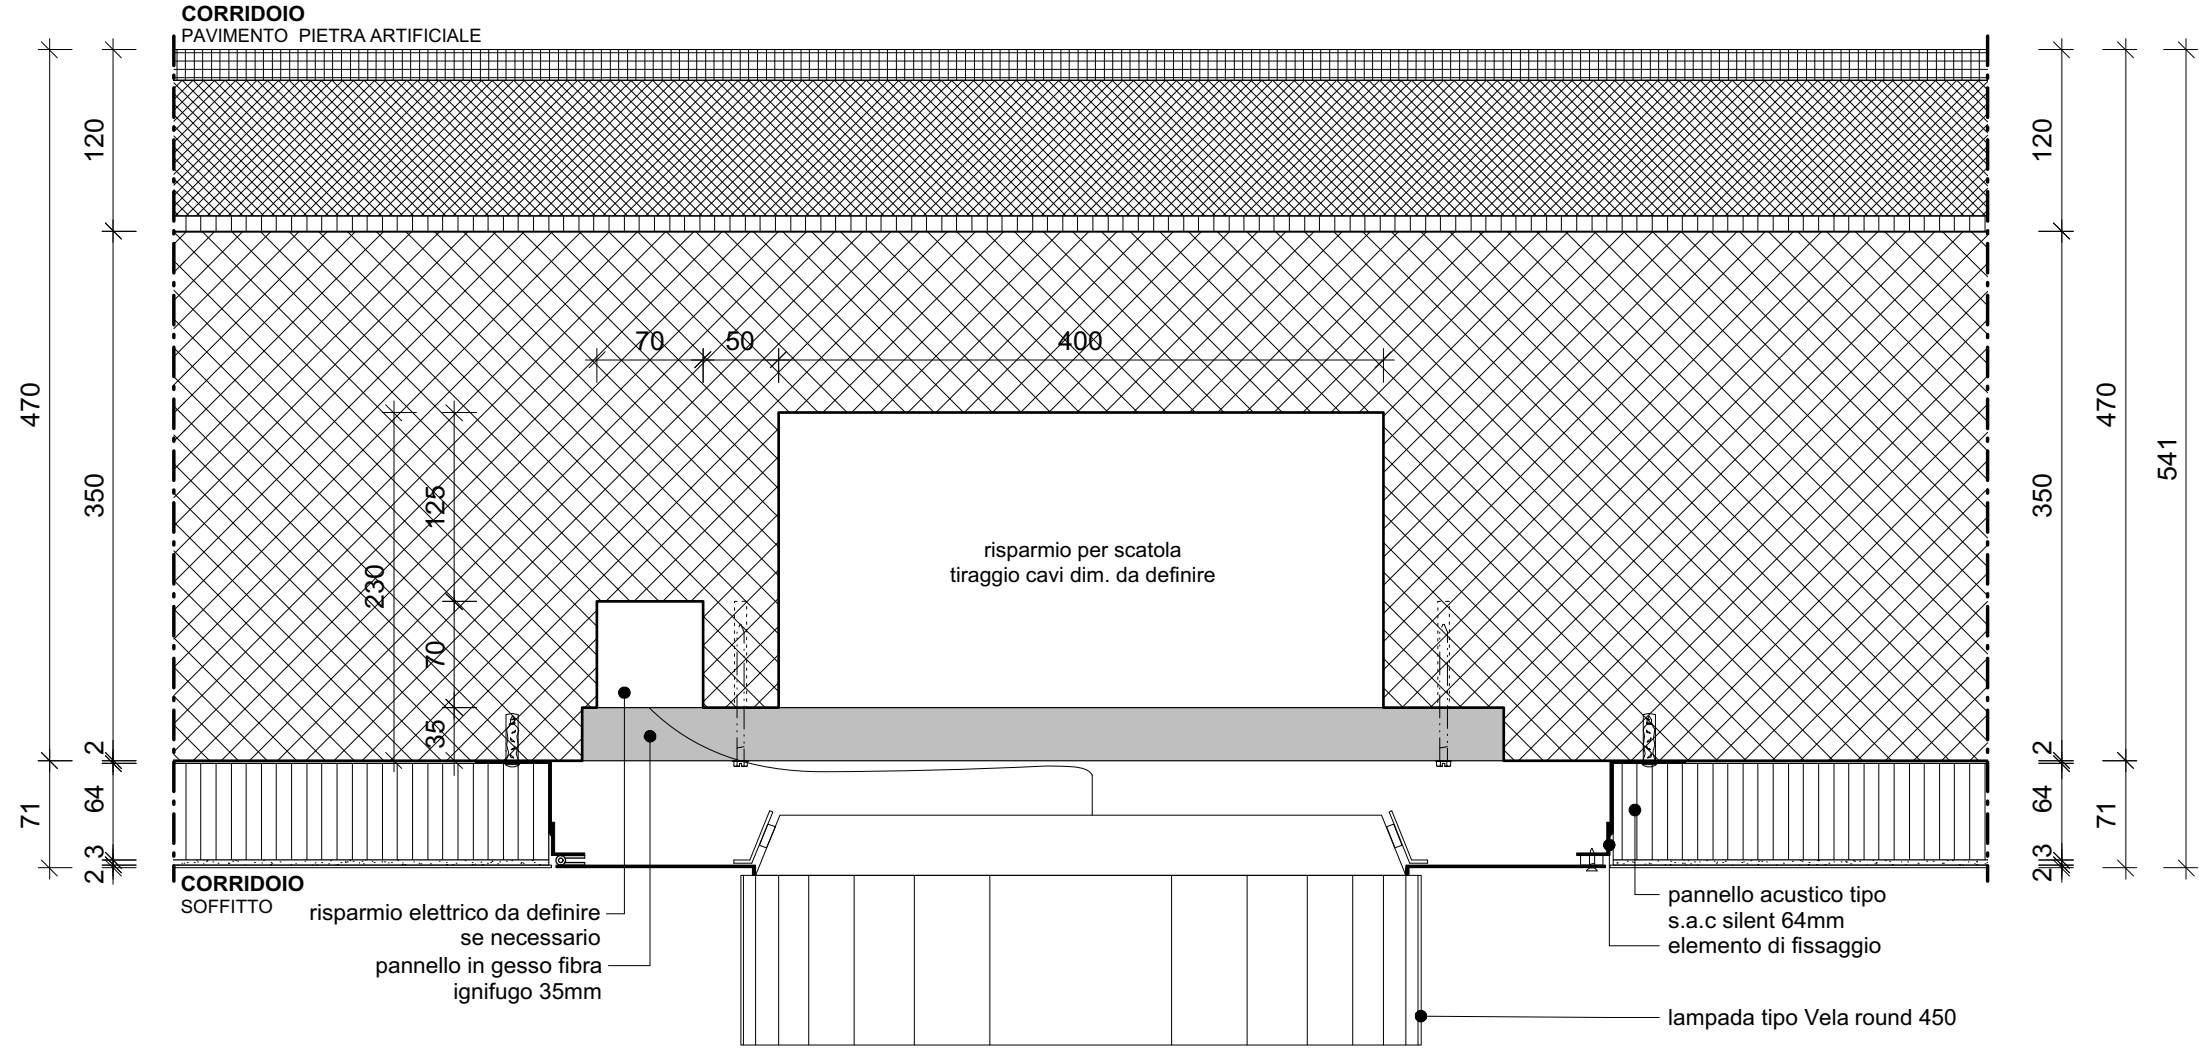 CORRIDOIO
PAVIMENTO PIETRA ARTIFICIALE
120
470
350
2
64
71
3
2
70
50
400
230
125
70
35
risparmio per scatola
tiraggio cavi dim. da definire
120
470
541
350
2
64
71
3
2
CORRIDOIO
SOFFITTO
risparmio elettrico da definire
se necessario
pannello in gesso fibra
ignifugo 35mm
pannello acustico tipo
s.a.c silent 64mm
elemento di fissaggio
lampada tipo Vela round 450